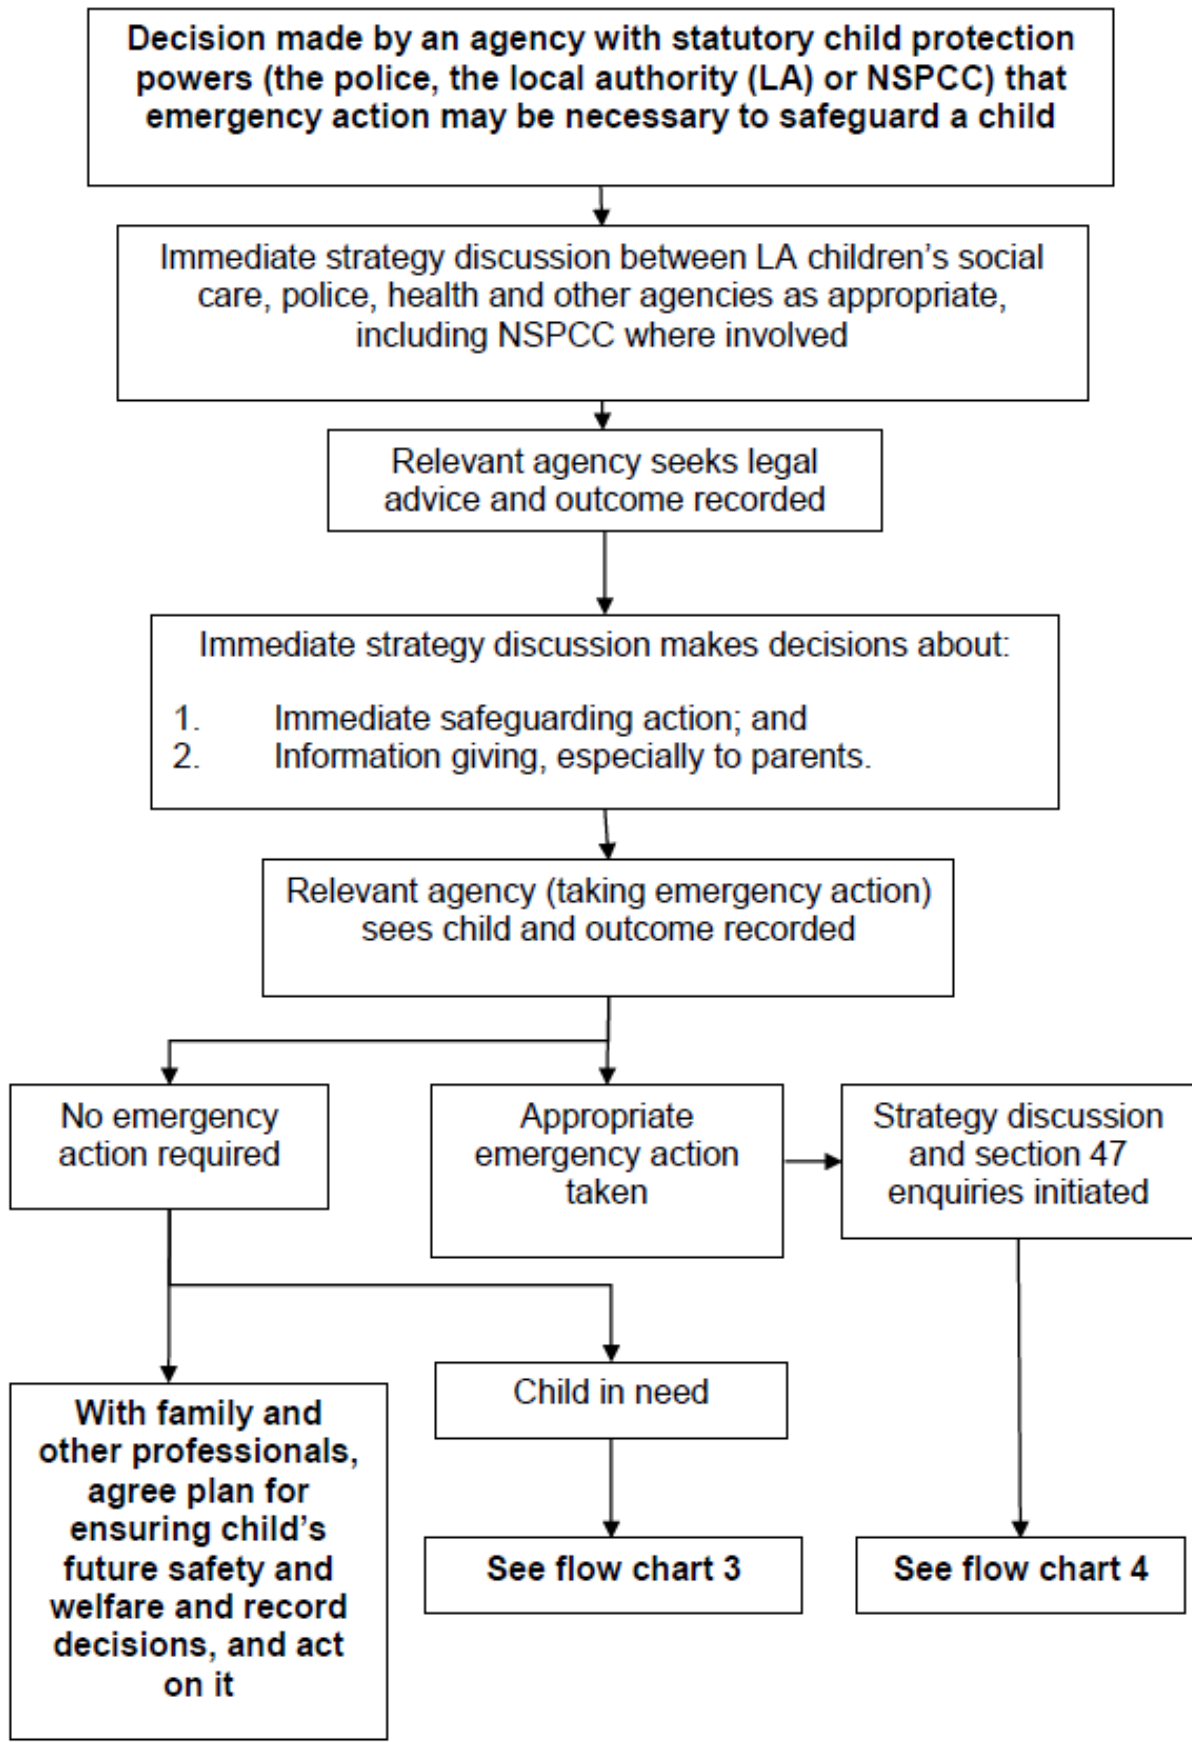 Decision made by an agency with statutory child protection
powers (the police, the local authority (LA) or NSPCC) that
emergency action may be necessary to safeguard a child
Immediate strategy discussion between LA children’s social
care, police, health and other agencies as appropriate,
including NSPCC where involved
Relevant agency seeks legal
advice and outcome recorded
Immediate strategy discussion makes decisions about:
1. Immediate safeguarding action; and
2. Information giving, especially to parents.
Relevant agency (taking emergency action)
sees child and outcome recorded
No emergency
action required
Appropriate
emergency action
taken
Strategy discussion
and section 47
enquiries initiated
With family and
other professionals,
agree plan for
ensuring child’s
future safety and
welfare and record
decisions, and act
on it
Child in need
See flow chart 3
See flow chart 4